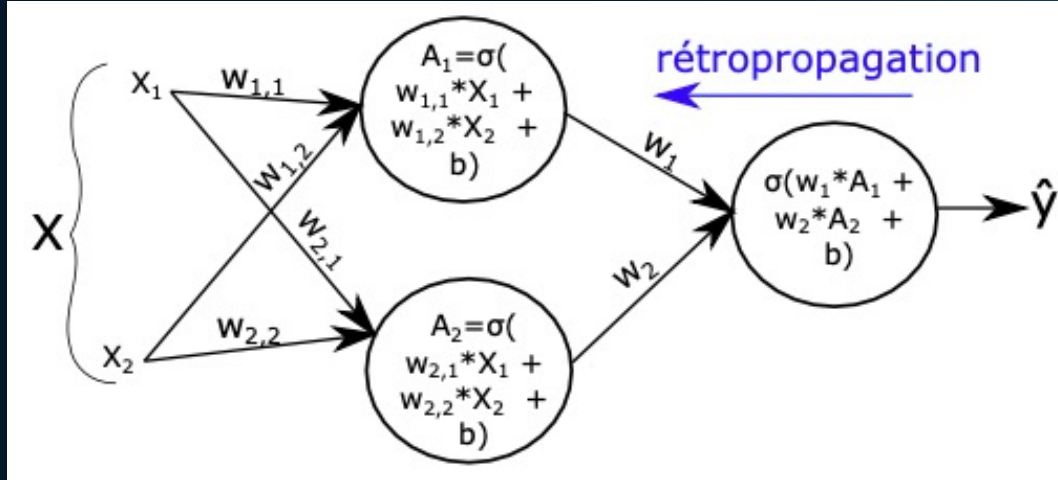 X
X₁
X₂
w₁,₁
w₁,₂
w₂,₁
w₂,₂
A₁=σ(
w₁,₁*X₁ +
w₁,₂*X₂ +
b)
A₂=σ(
w₂,₁*X₁ +
w₂,₂*X₂ +
b)
w₁
w₂
rétropropagation
σ(w₁*A₁ +
w₂*A₂ +
b)
ŷ